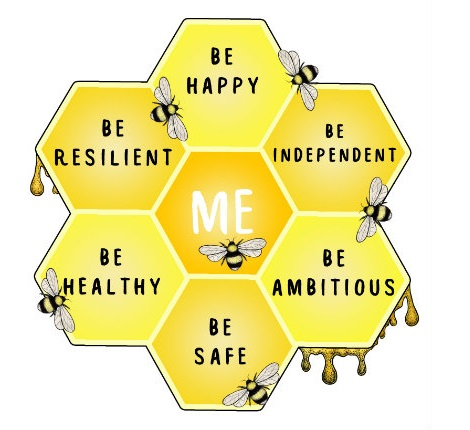 BE
HAPPY
BE
RESILIENT
BE
INDEPENDENT
ME
BE
HEALTHY
BE
AMBITIOUS
BE
SAFE